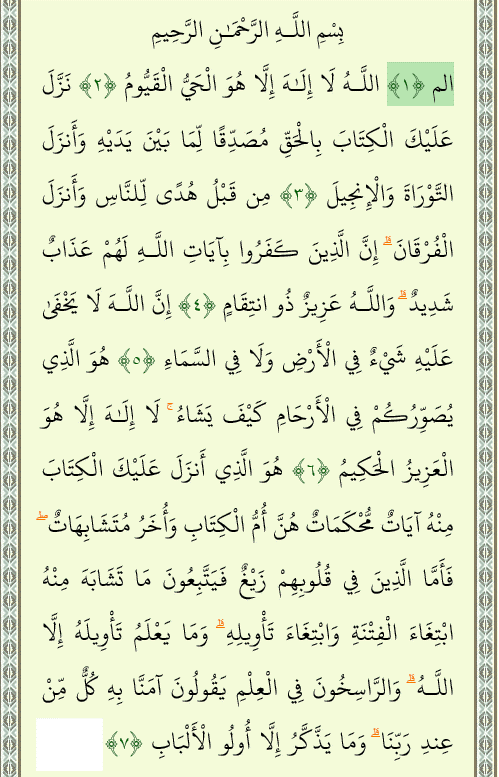 بِسْمِ اللَّـهِ الرَّحْمَـٰنِ الرَّحِيمِ
الم ﴿١﴾ اللَّـهُ لَا إِلَـٰهَ إِلَّا هُوَ الْحَيُّ الْقَيُّومُ ﴿٢﴾ نَزَّلَ
عَلَيْكَ الْكِتَابَ بِالْحَقِّ مُصَدِّقًا لِّمَا بَيْنَ يَدَيْهِ وَأَنزَلَ
التَّوْرَاةَ وَالْإِنجِيلَ ﴿٣﴾ مِن قَبْلُ هُدًى لِّلنَّاسِ وَأَنزَلَ
الْفُرْقَانَ ۗ إِنَّ الَّذِينَ كَفَرُوا بِآيَاتِ اللَّـهِ لَهُمْ عَذَابٌ
شَدِيدٌ ۗ وَاللَّـهُ عَزِيزٌ ذُو انتِقَامٍ ﴿٤﴾ إِنَّ اللَّـهَ لَا يَخْفَىٰ
عَلَيْهِ شَيْءٌ فِي الْأَرْضِ وَلَا فِي السَّمَاءِ ﴿٥﴾ هُوَ الَّذِي
يُصَوِّرُكُمْ فِي الْأَرْحَامِ كَيْفَ يَشَاءُ ۚ لَا إِلَـٰهَ إِلَّا هُوَ
الْعَزِيزُ الْحَكِيمُ ﴿٦﴾ هُوَ الَّذِي أَنزَلَ عَلَيْكَ الْكِتَابَ
مِنْهُ آيَاتٌ مُّحْكَمَاتٌ هُنَّ أُمُّ الْكِتَابِ وَأُخَرُ مُتَشَابِهَاتٌ ۖ
فَأَمَّا الَّذِينَ فِي قُلُوبِهِمْ زَيْغٌ فَيَتَّبِعُونَ مَا تَشَابَهَ مِنْهُ
ابْتِغَاءَ الْفِتْنَةِ وَابْتِغَاءَ تَأْوِيلِهِ ۗ وَمَا يَعْلَمُ تَأْوِيلَهُ إِلَّا
اللَّـهُ ۗ وَالرَّاسِخُونَ فِي الْعِلْمِ يَقُولُونَ آمَنَّا بِهِ كُلٌّ مِّنْ
عِندِ رَبِّنَا ۗ وَمَا يَذَّكَّرُ إِلَّا أُولُو الْأَلْبَابِ ﴿٧﴾